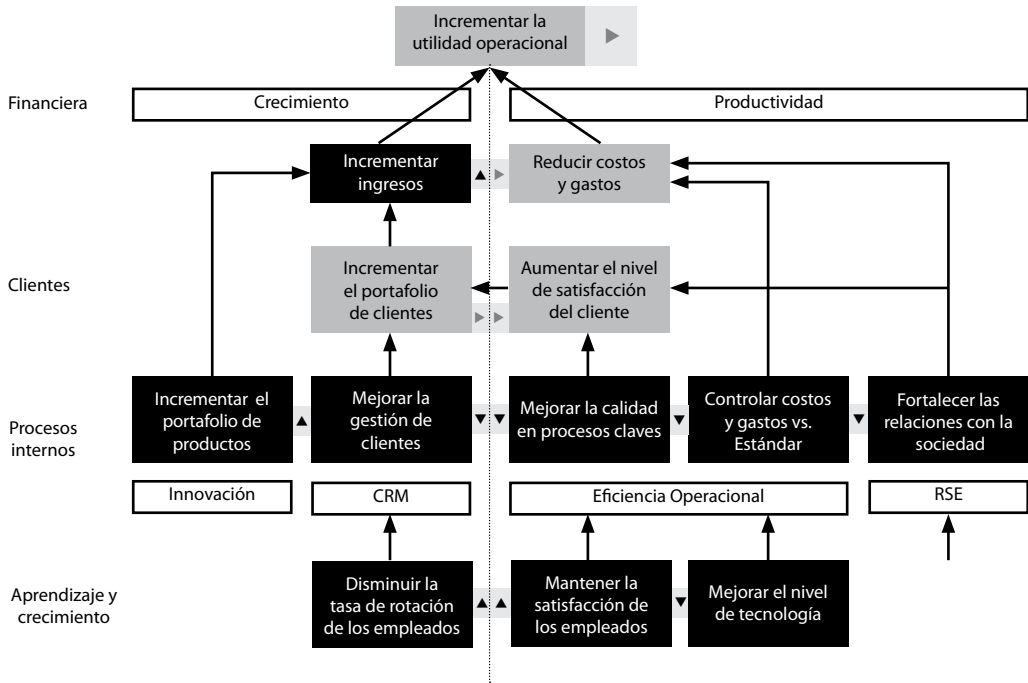 Incrementar la
utilidad operacional
Financiera
Crecimiento
Productividad
Incrementar
ingresos
Reducir costos
y gastos
Clientes
Incrementar
el portafolio
de clientes
Aumentar el nivel
de satisfacción
del cliente
Procesos
internos
Incrementar el
portafolio de
productos
Mejorar la
gestión de
clientes
Mejorar la calidad
en procesos claves
Controlar costos
y gastos vs.
Estándar
Fortalecer las
relaciones con la
sociedad
Innovación
CRM
Eficiencia Operacional
RSE
Aprendizaje y
crecimiento
Disminuir la
tasa de rotación
de los empleados
Mantener la
satisfacción de
los empleados
Mejorar el nivel
de tecnología